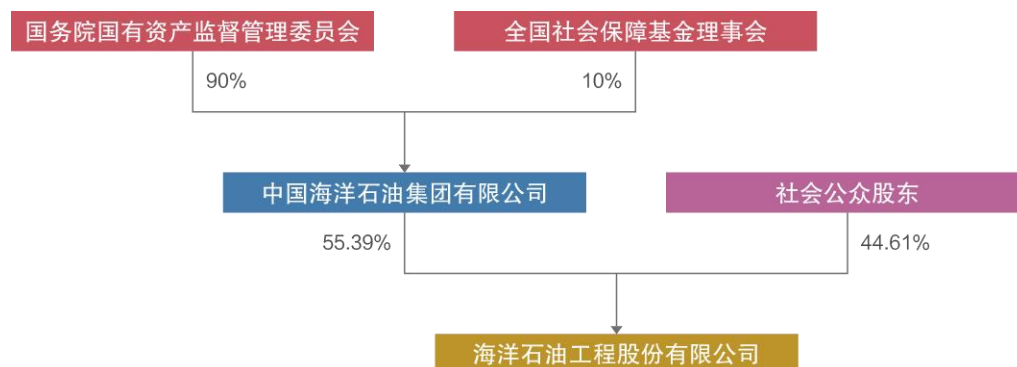 国务院国有资产监督管理委员会
全国社会保障基金理事会
90%
10%
中国海洋石油集团有限公司
社会公众股东
55.39%
44.61%
海洋石油工程股份有限公司